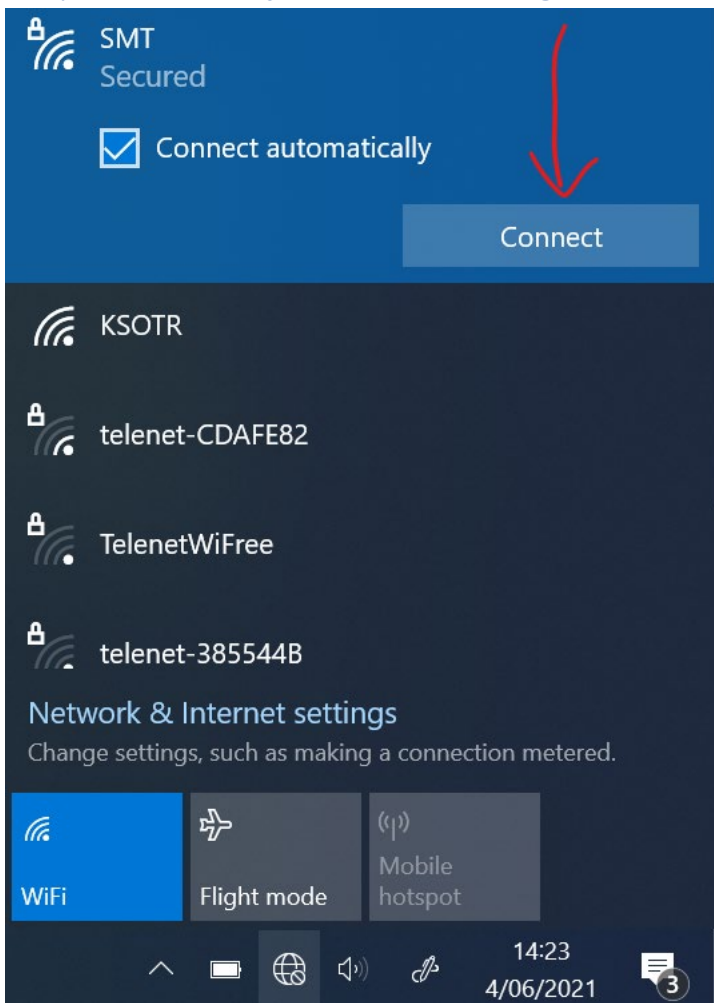 SMT
Secured
Connect automatically
Connect
KSOTR
telenet-CDAFE82
TelenetWiFree
telenet-385544B
Network & Internet settings
Change settings, such as making a connection metered.
WiFi
Flight mode
Mobile
hotspot
14:23
4/06/2021
3